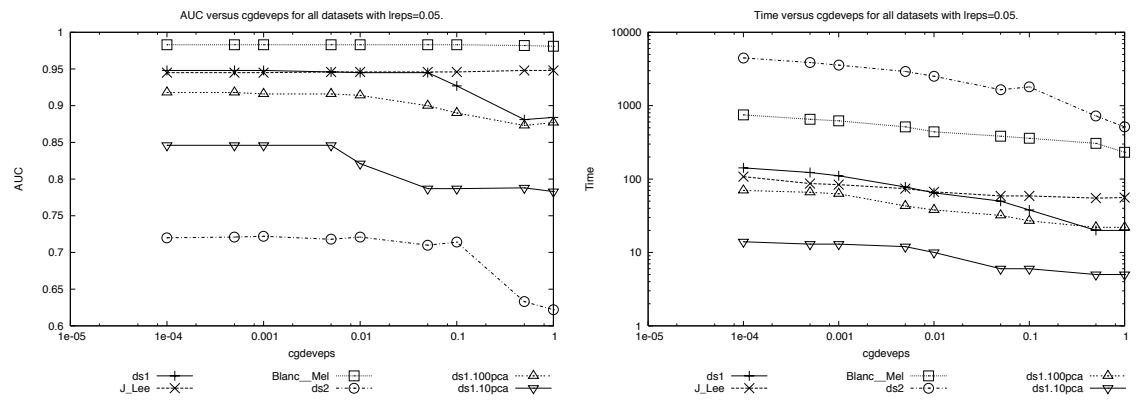 AUC versus cgdeveps for all datasets with lreps=0.05.
1
0.95
0.9
0.85
0.8
0.75
0.7
0.65
0.6
AUC
1e-05
1e-04
0.001
0.01
0.1
1
cgdeveps
ds1
J_Lee
Blanc__Mel
ds2
ds1.100pca
ds1.10pca
Time versus cgdeveps for all datasets with lreps=0.05.
10000
1000
100
10
1
Time
1e-05
1e-04
0.001
0.01
0.1
1
cgdeveps
ds1
J_Lee
Blanc__Mel
ds2
ds1.100pca
ds1.10pca